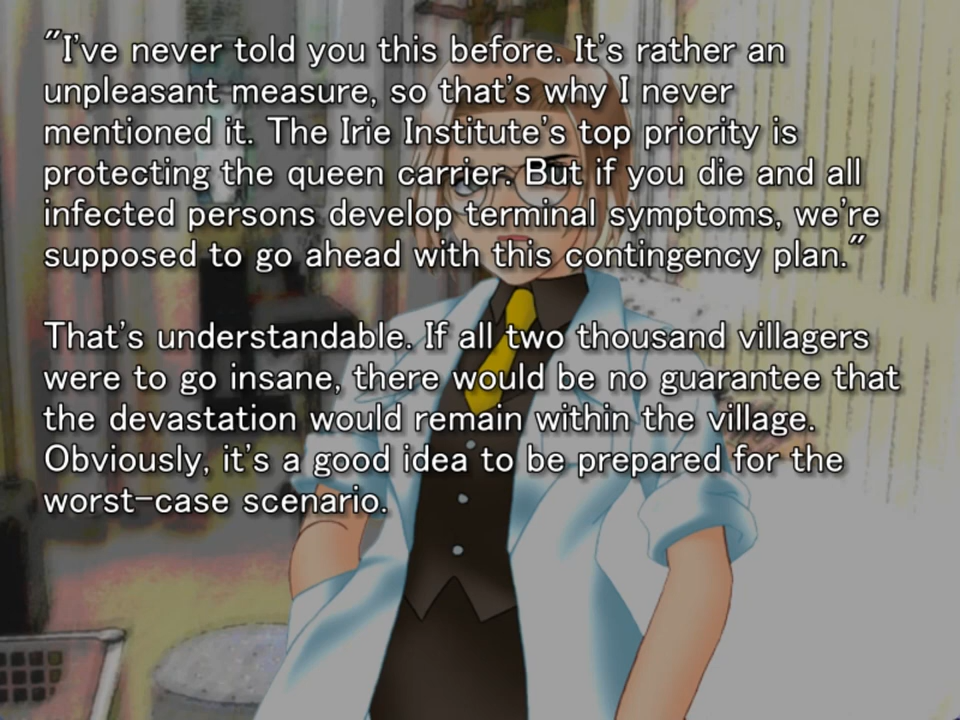 "I've never told you this before. It's rather an
unpleasant measure, so that's why I never
mentioned it. The Irie Institute's top priority is
protecting the queen carrier. But if you die and all
infected persons develop terminal symptoms, we're
supposed to go ahead with this contingency plan."
That's understandable. If all two thousand villagers
were to go insane, there would be no guarantee that
the devastation would remain within the village.
Obviously, it's a good idea to be prepared for the
worst-case scenario.